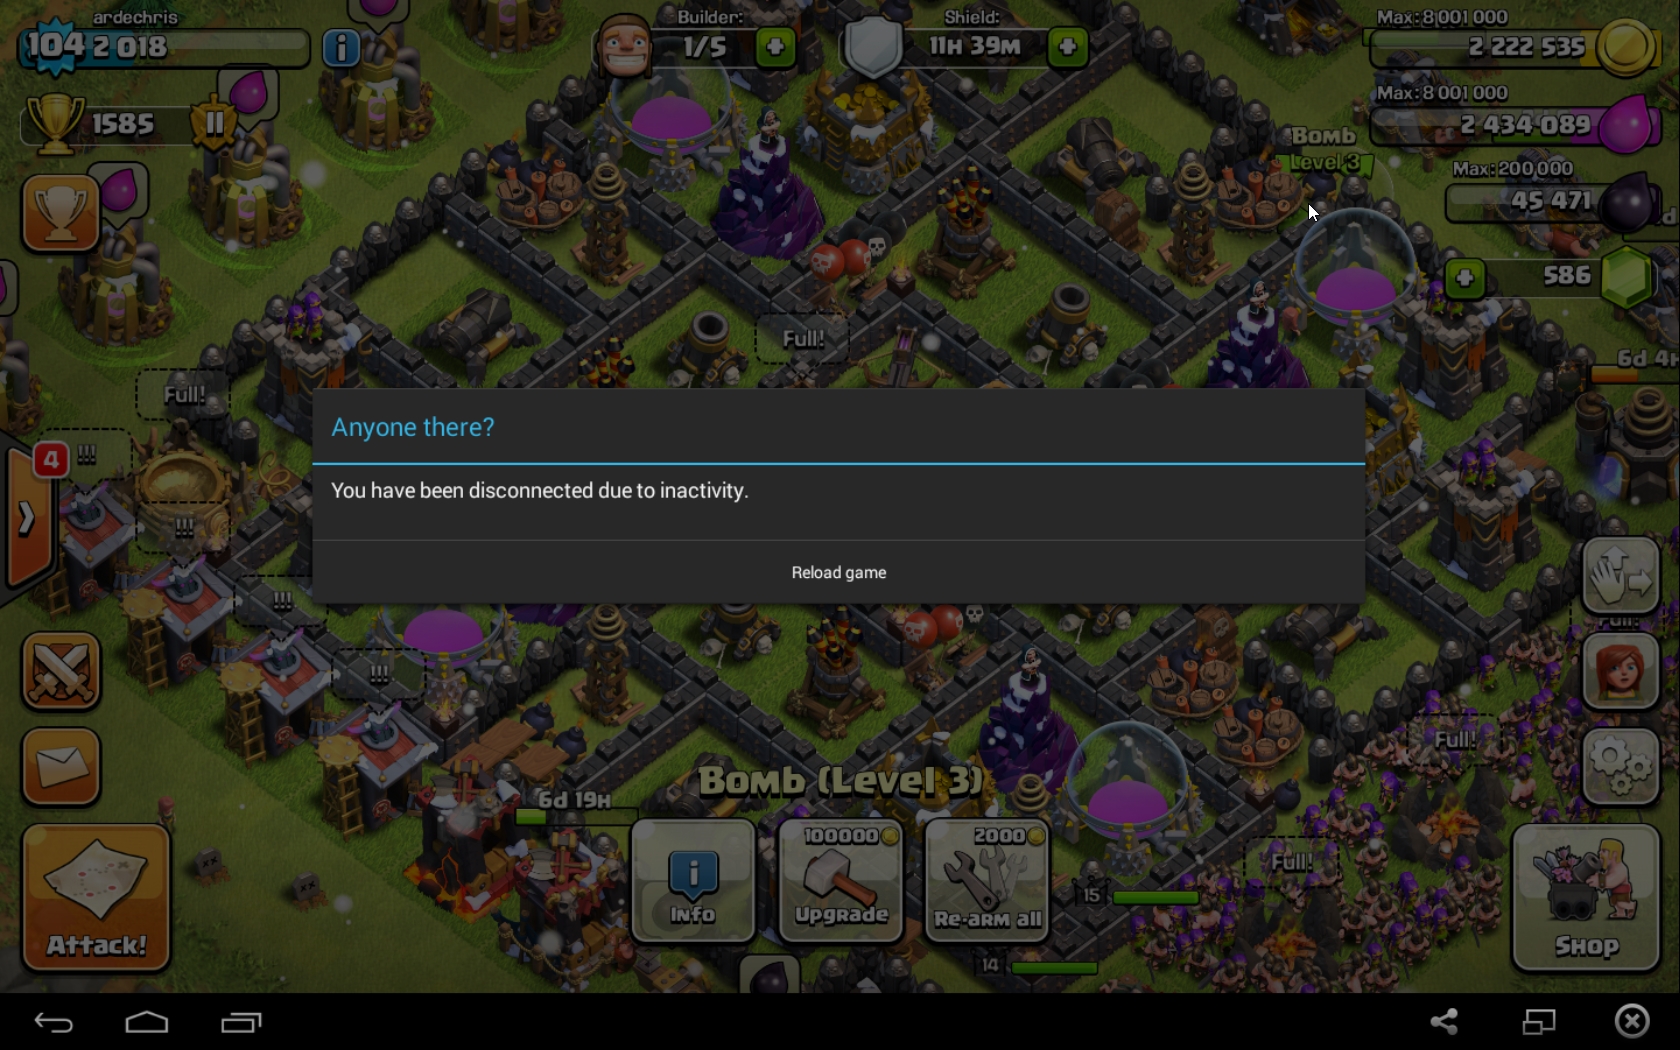 ardechris
104 2 018
i
Builder:
1/5
Shield:
11H 39M
Max: 8 001 000
2 222 535
1585
Max: 8 001 000
2 434 089
Bomb
Level 3
Max: 200 000
45 471
586
Full!
6d 4H
Full!
4
!!!
Anyone there?
You have been disconnected due to inactivity.
!!!
Reload game
!!!
Full!
!!!
Full!
Bomb (Level 3)
6d 19H
100000
2000
Full!
i
Info
Upgrade
Re-arm all
15
Attack!
Shop
14